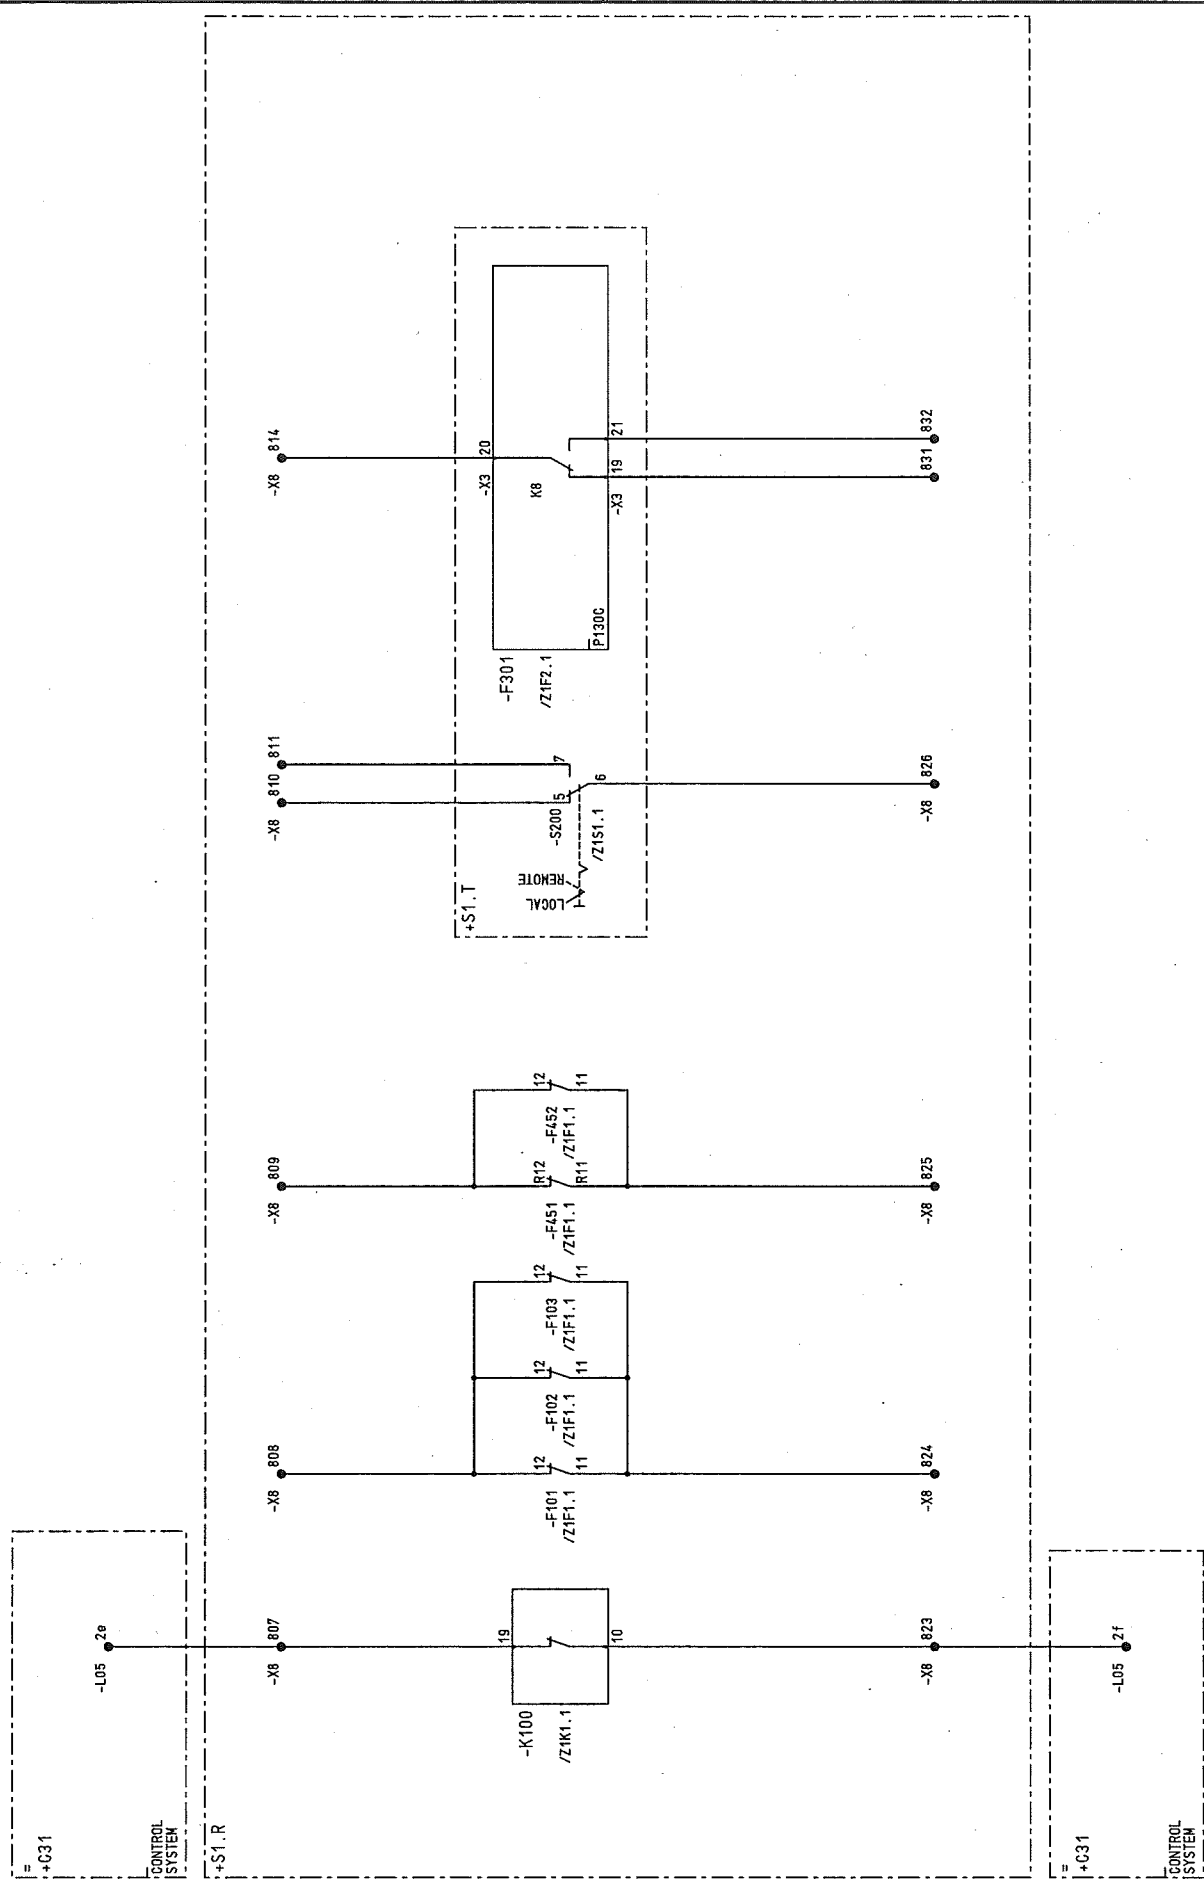 =
+C31
CONTROL
SYSTEM
-L05
2e
+S1.R
-X8
807
-X8
808
-X8
809
-X8
810
811
-X8
814
-K100
/Z1K1.1
19
10
-F101
/Z1F1.1
12
11
-F102
/Z1F1.1
12
11
-F103
/Z1F1.1
12
11
-F451
/Z1F1.1
R12
R11
-F452
/Z1F1.1
12
11
+S1.T
LOCAL
REMOTE
-S200
/Z1S1.1
5
7
6
-F301
/Z1F2.1
P130C
-X3
20
K8
-X3
19
21
-X8
823
-X8
824
-X8
825
-X8
826
831
832
=
+C31
CONTROL
SYSTEM
-L05
2f